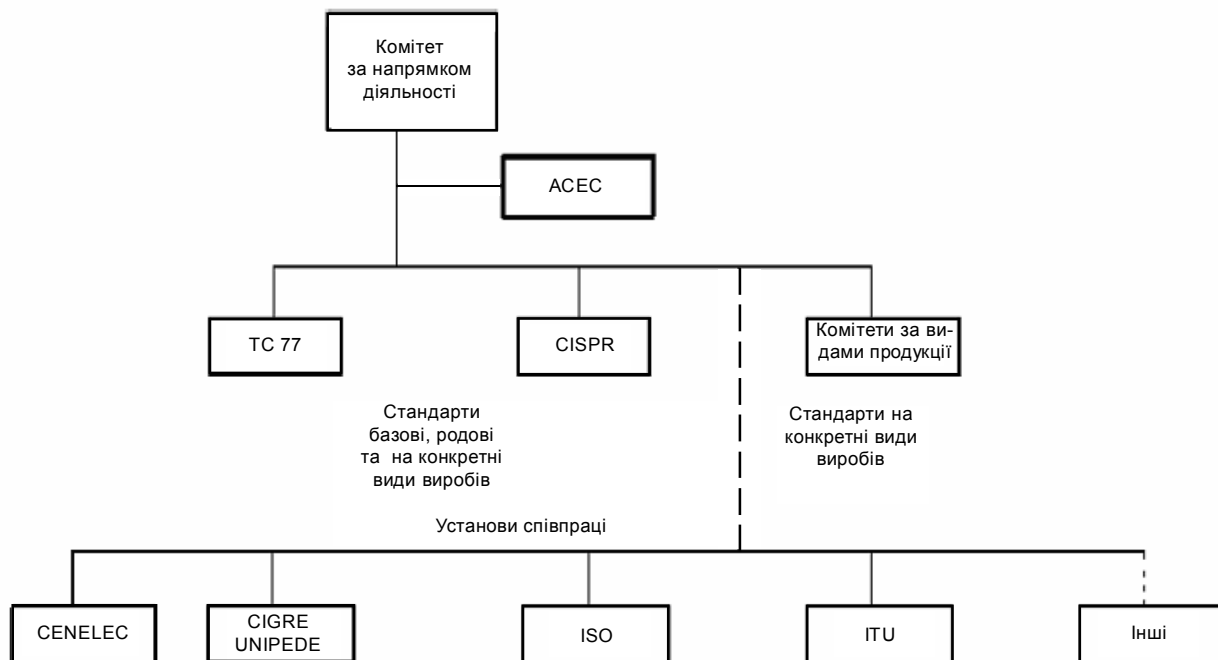 Комітет
за напрямком
діяльності
ACEC
TC 77
CISPR
Комітети за ви-
дами продукції
Стандарти
базові, родові
та на конкретні
види виробів
Стандарти на
конкретні види
виробів
Установи співпраці
CENELEC
CIGRE
UNIPEDE
ISO
ITU
Інші